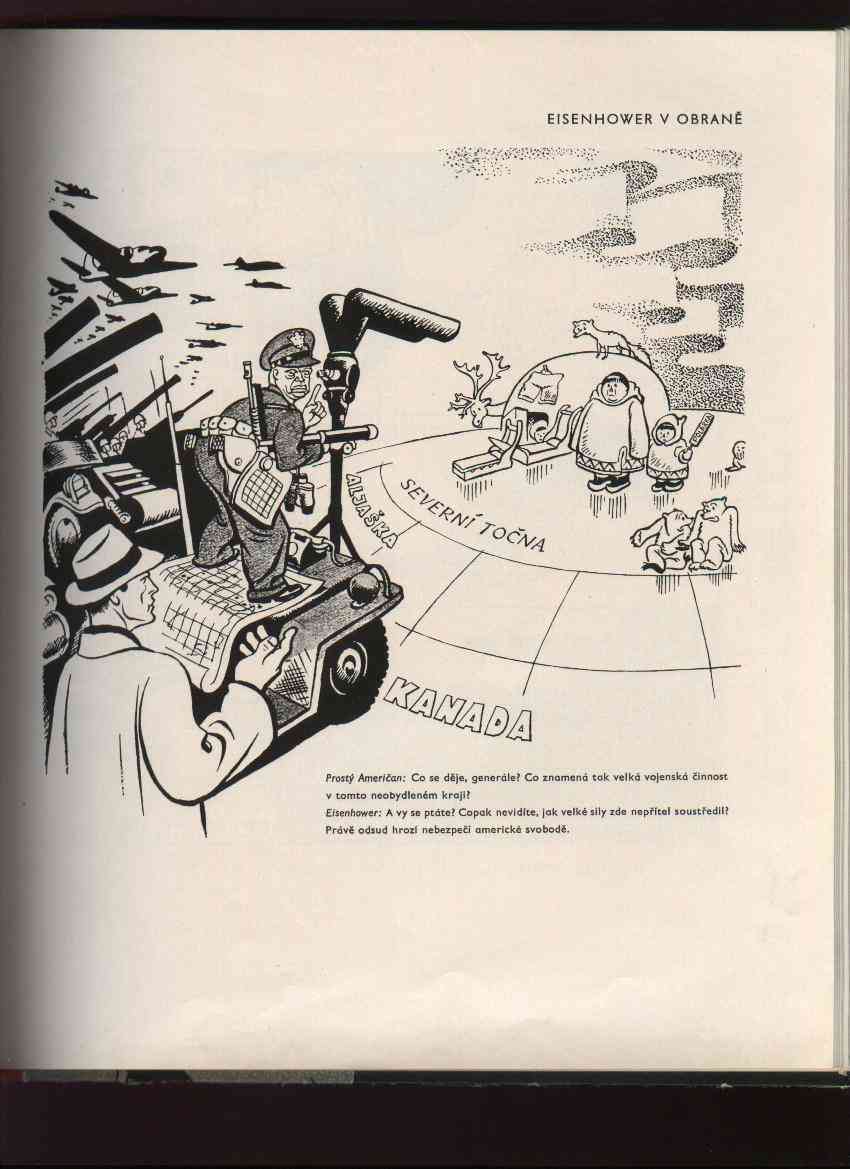 EISENHOWER V OBRANĚ
ALJAŠKA
SEVERNÍ TOČNA
KANADA
Prostý Američan: Co se děje, generále? Co znamená tak velká vojenská činnost
v tomto neobydleném kraji?
Eisenhower: A vy se ptáte? Copak nevidíte, jak velké síly zde nepřítel soustředil?
Právě odsud hrozí nebezpečí americké svobodě.